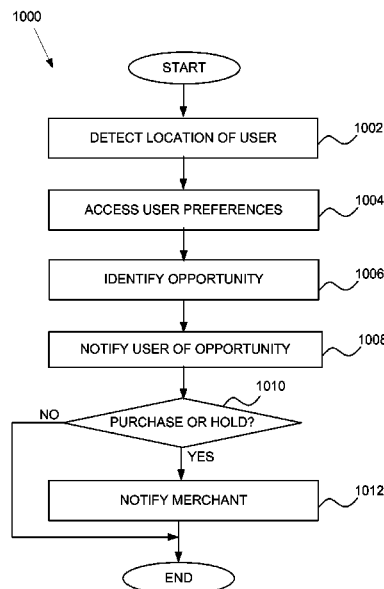 1000
START
DETECT LOCATION OF USER
1002
ACCESS USER PREFERENCES
1004
IDENTIFY OPPORTUNITY
1006
NOTIFY USER OF OPPORTUNITY
1008
1010
NO
PURCHASE OR HOLD?
YES
NOTIFY MERCHANT
1012
END